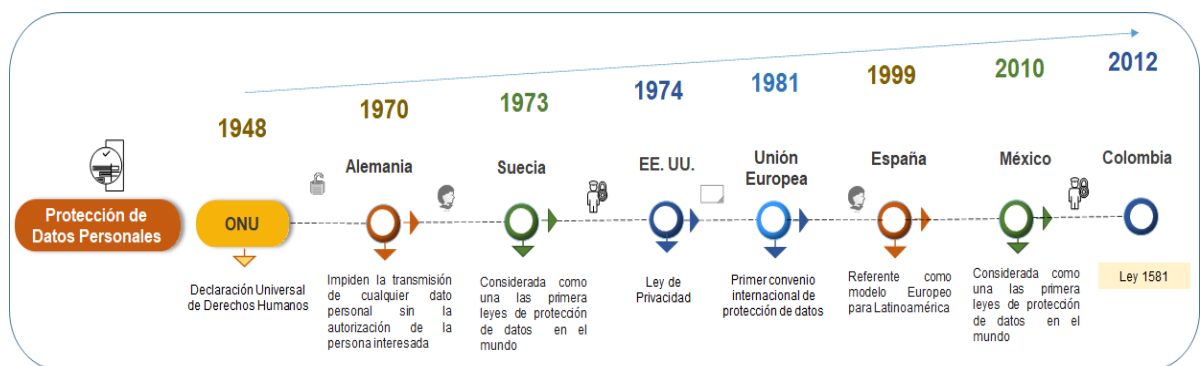 1948
1970
1973
1974
1981
1999
2010
2012
Alemania
Suecia
EE. UU.
Unión
Europea
España
México
Colombia
Protección de
Datos Personales
ONU
Declaración Universal
de Derechos Humanos
Impiden la transmisión
de cualquier dato
personal sin la
autorización de la
persona interesada
Considerada como
una las primera
leyes de protección
de datos en el
mundo
Ley de
Privacidad
Primer convenio
internacional de
protección de datos
Referente como
modelo Europeo
para Latinoamérica
Considerada como
una las primera
leyes de protección
de datos en el
mundo
Ley 1581